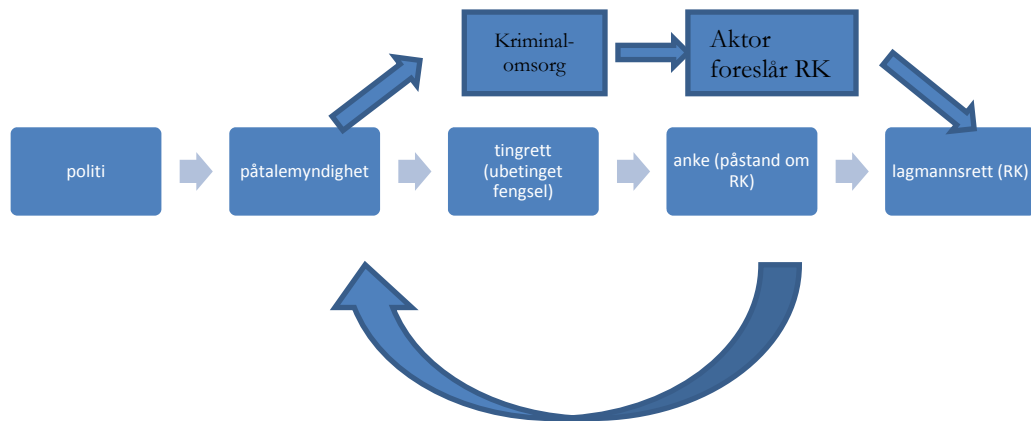 Kriminal-
omsorg
Aktor
foreslår RK
politi
påtalemyndighet
tingrett
(ubetinget
fengsel)
anke (påstand om
RK)
lagmannsrett (RK)